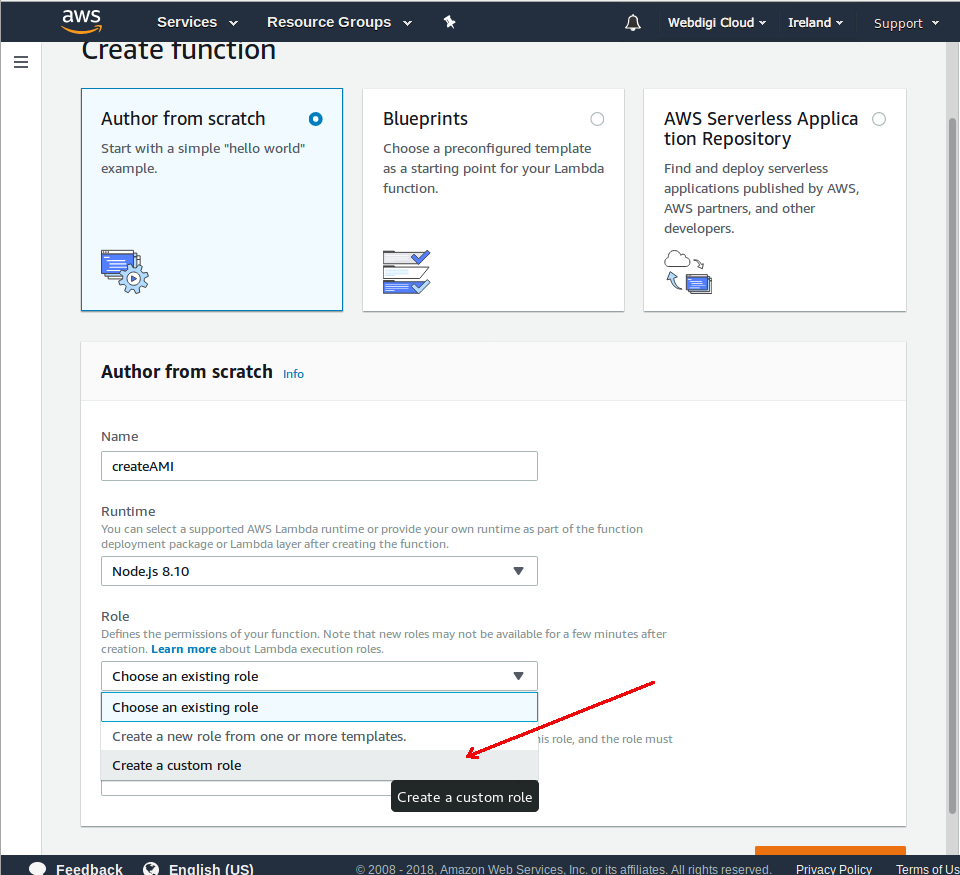 aws Services Resource Groups Webdigi Cloud Ireland Support
Create function
Author from scratch
Start with a simple "hello world"
example.
Blueprints
Choose a preconfigured template
as a starting point for your Lambda
function.
AWS Serverless Applica
tion Repository
Find and deploy serverless
applications published by AWS,
AWS partners, and other
developers.
Author from scratch Info
Name
createAMI
Runtime
You can select a supported AWS Lambda runtime or provide your own runtime as part of the function
deployment package or Lambda layer after creating the function.
Node.js 8.10
Role
Defines the permissions of your function. Note that new roles may not be available for a few minutes after
creation. Learn more about Lambda execution roles.
Choose an existing role
Choose an existing role
Create a new role from one or more templates.
his role, and the role must
Create a custom role
Create a custom role
Feedback English (US) © 2008 - 2018, Amazon Web Services, Inc. or its affiliates. All rights reserved. Privacy Policy Terms of Us